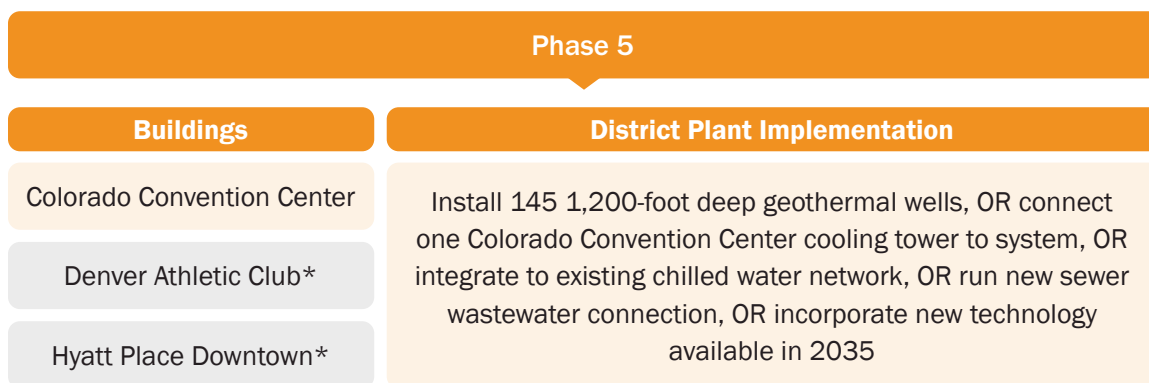 Phase 5
Buildings
District Plant Implementation
Colorado Convention Center
Denver Athletic Club*
Hyatt Place Downtown*
Install 145 1,200-foot deep geothermal wells, OR connect
one Colorado Convention Center cooling tower to system, OR
integrate to existing chilled water network, OR run new sewer
wastewater connection, OR incorporate new technology
available in 2035